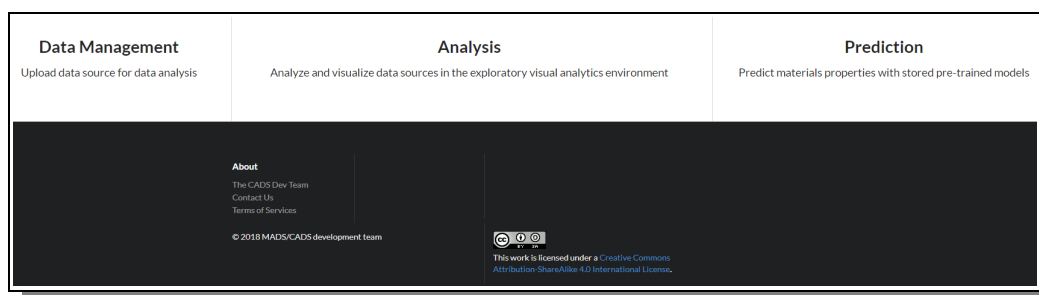 Data Management
Upload data source for data analysis
Analysis
Analyze and visualize data sources in the exploratory visual analytics environment
Prediction
Predict materials properties with stored pre-trained models
About
The CADS Dev Team
Contact Us
Terms of Services
© 2018 MADS/CADS development team
cc
BY SA
This work is licensed under a Creative Commons
Attribution-ShareAlike 4.0 International License.